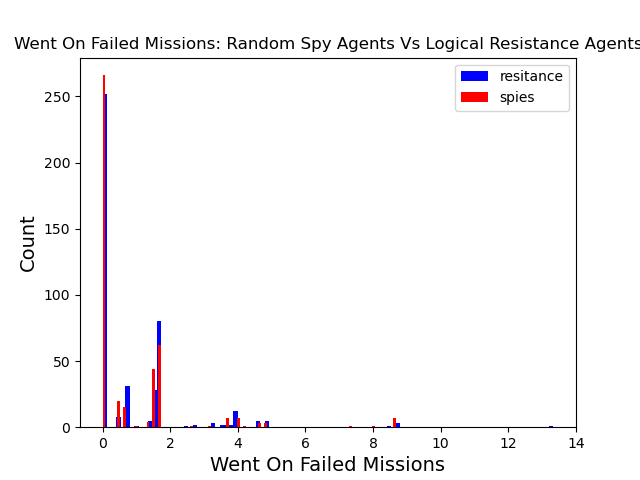 Went On Failed Missions: Random Spy Agents Vs Logical Resistance Agents
resitance
spies
250
200
150
100
50
0
Count
0 2 4 6 8 10 12 14
Went On Failed Missions